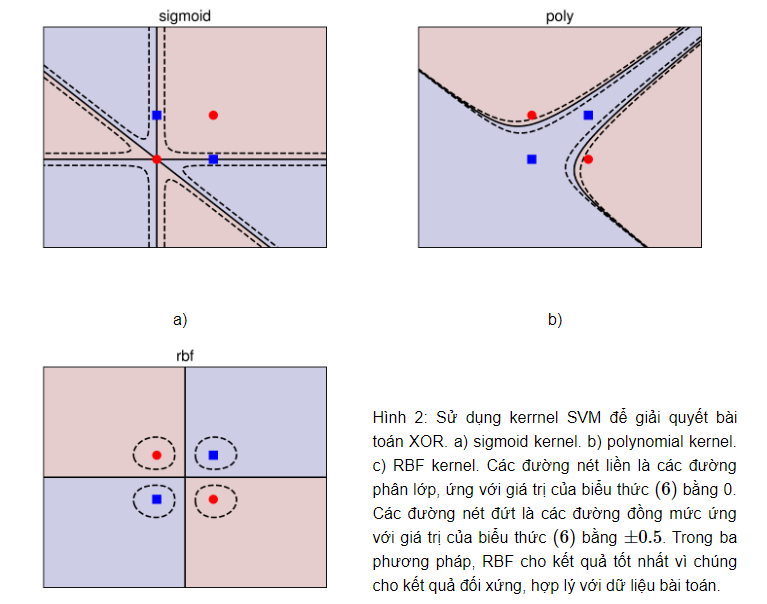 sigmoid
poly
a)
b)
rbf
Hình 2: Sử dụng kerrnel SVM để giải quyết bài
toán XOR. a) sigmoid kernel. b) polynomial kernel.
c) RBF kernel. Các đường nét liền là các đường
phân lớp, ứng với giá trị của biểu thức (6) bằng 0.
Các đường nét đứt là các đường đồng mức ứng
với giá trị của biểu thức (6) bằng ±0.5. Trong ba
phương pháp, RBF cho kết quả tốt nhất vì chúng
cho kết quả đối xứng, hợp lý với dữ liệu bài toán.